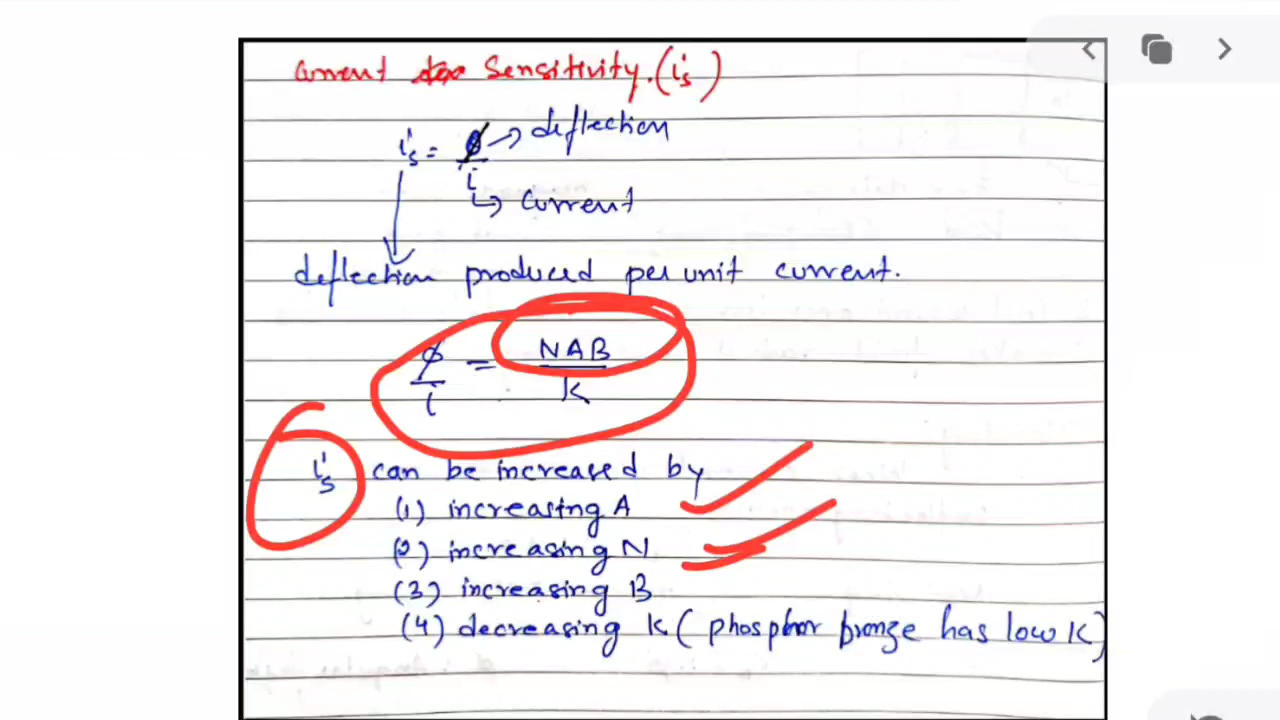 current Sensitivity. (is)
is = φ → deflection
i
↳ current
deflection produced per unit current.
φ/i = NAB/K
is can be increased by
(1) increasing A
(2) increasing N
(3) increasing B
(4) decreasing K ( phosphor bronze has low K)